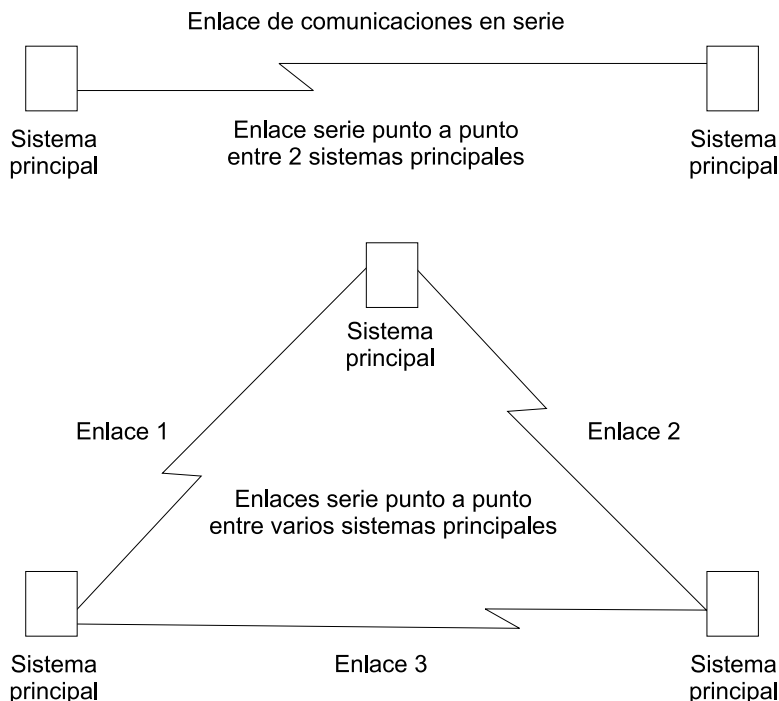 Enlace de comunicaciones en serie
Sistema
principal
Enlace serie punto a punto
entre 2 sistemas principales
Sistema
principal
Sistema
principal
Enlace 1
Enlace 2
Enlaces serie punto a punto
entre varios sistemas principales
Sistema
principal
Enlace 3
Sistema
principal